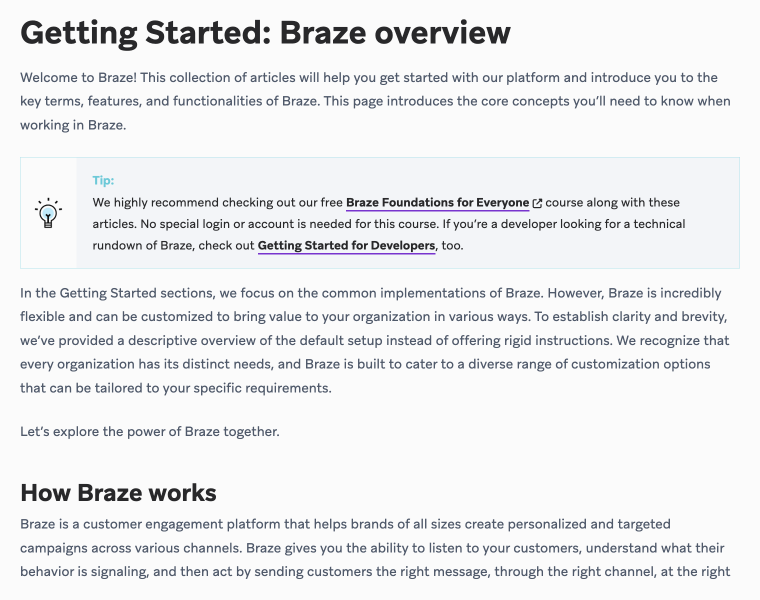 Getting Started: Braze overview
Welcome to Braze! This collection of articles will help you get started with our platform and introduce you to the
key terms, features, and functionalities of Braze. This page introduces the core concepts you’ll need to know when
working in Braze.
Tip:
We highly recommend checking out our free Braze Foundations for Everyone course along with these
articles. No special login or account is needed for this course. If you’re a developer looking for a technical
rundown of Braze, check out Getting Started for Developers, too.
In the Getting Started sections, we focus on the common implementations of Braze. However, Braze is incredibly
flexible and can be customized to bring value to your organization in various ways. To establish clarity and brevity,
we’ve provided a descriptive overview of the default setup instead of offering rigid instructions. We recognize that
every organization has its distinct needs, and Braze is built to cater to a diverse range of customization options
that can be tailored to your specific requirements.
Let’s explore the power of Braze together.
How Braze works
Braze is a customer engagement platform that helps brands of all sizes create personalized and targeted
campaigns across various channels. Braze gives you the ability to listen to your customers, understand what their
behavior is signaling, and then act by sending customers the right message, through the right channel, at the right